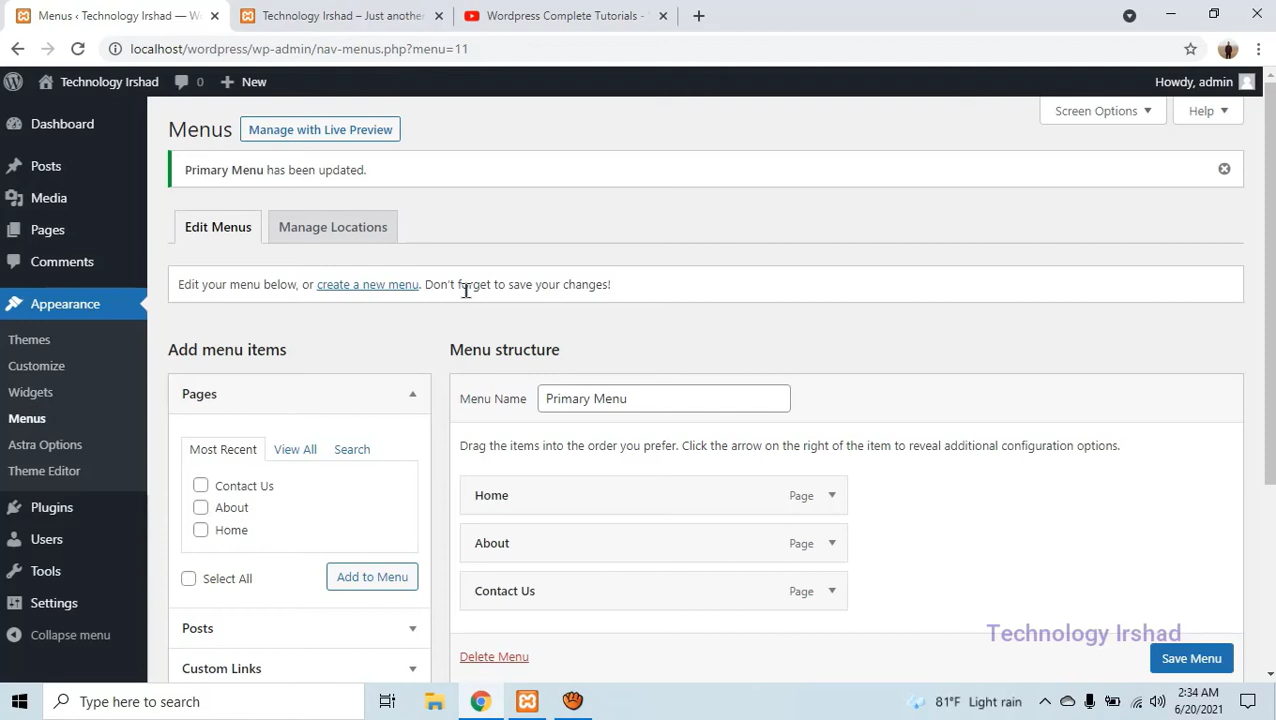 Menus ‹ Technology Irshad — Wo
Technology Irshad – Just another
Wordpress Complete Tutorials -
localhost/wordpress/wp-admin/nav-menus.php?menu=11
Technology Irshad
0
New
Howdy, admin
Dashboard
Posts
Media
Pages
Comments
Appearance
Themes
Customize
Widgets
Menus
Astra Options
Theme Editor
Plugins
Users
Tools
Settings
Collapse menu
Screen Options
Help
Menus
Manage with Live Preview
Primary Menu has been updated.
Edit Menus
Manage Locations
Edit your menu below, or create a new menu. Don't forget to save your changes!
Add menu items
Pages
Most Recent
View All
Search
Contact Us
About
Home
Select All
Add to Menu
Posts
Custom Links
Menu structure
Menu Name
Primary Menu
Drag the items into the order you prefer. Click the arrow on the right of the item to reveal additional configuration options.
Home
Page
About
Page
Contact Us
Page
Technology Irshad
Delete Menu
Save Menu
Type here to search
81°F Light rain
2:34 AM
6/20/2021